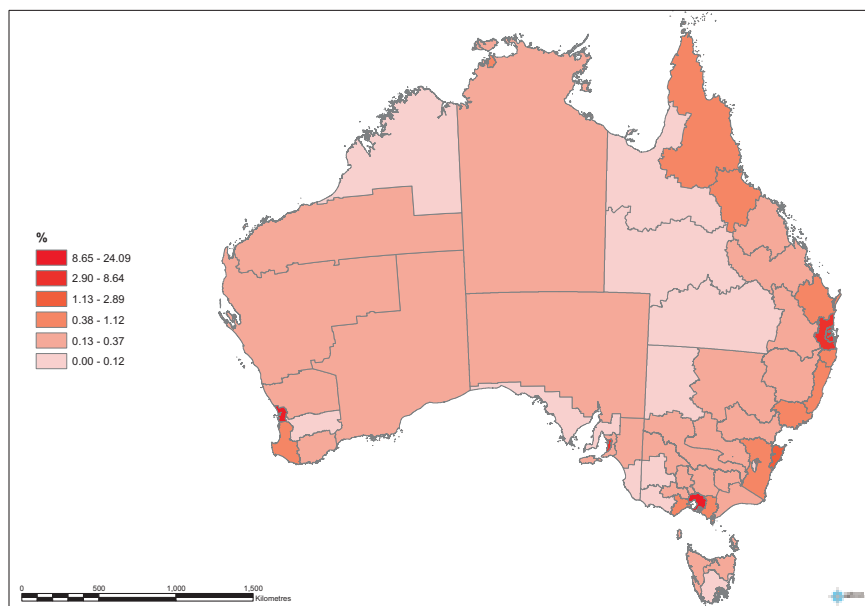 %
8.65 - 24.09
2.90 - 8.64
1.13 - 2.89
0.38 - 1.12
0.13 - 0.37
0.00 - 0.12
0 500 1,000 1,500
Kilometres